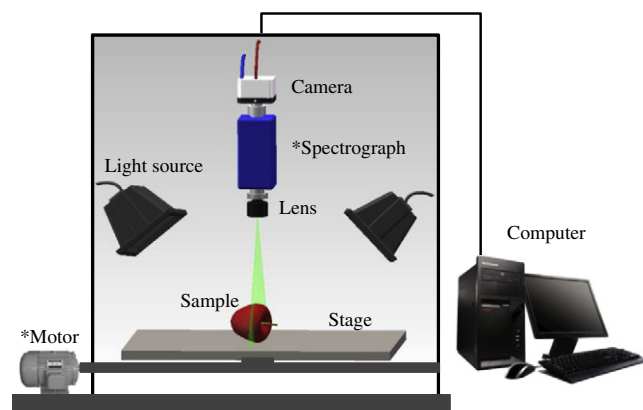 Camera
*Spectrograph
Light source
Lens
Computer
Sample
Stage
*Motor